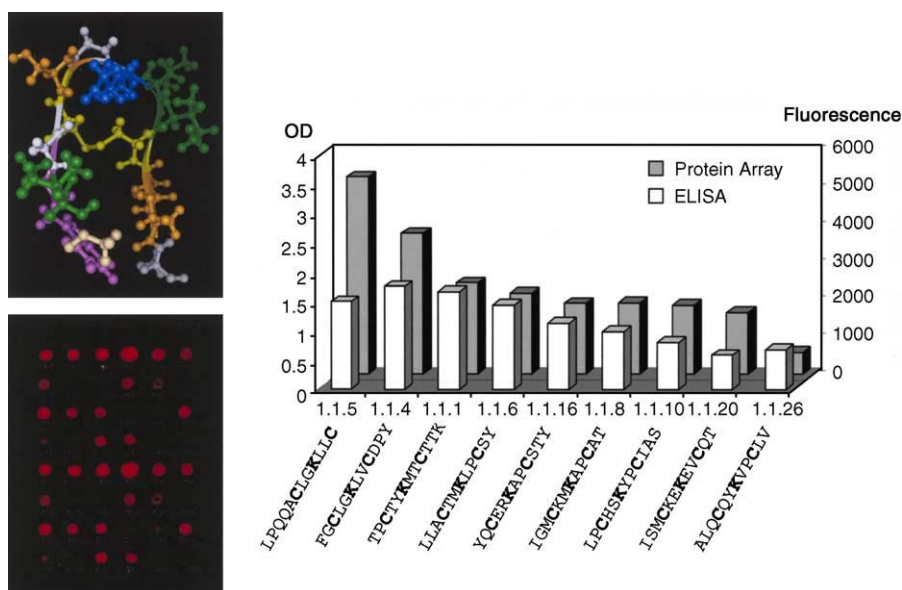 Fluorescence
OD
6000
4
Protein Array
3.5
5000
ELISA
3
4000
2.5
3000
2
2000
1.5
1
1000
0.5
0
0
1.1.5 1.1.4 1.1.1 1.1.6 1.1.16 1.1.8 1.1.10 1.1.20 1.1.26
LPQQACLGKLLC
FGCLGKLVCDPY
TPCTYKMTCTTK
LLACTMKLPCSY
YQCERKAPCSTY
IGMCKMKAPCAT
LPCHSKYPCIAS
ISMCKEKEVCQT
ALQCQYKVPCLV